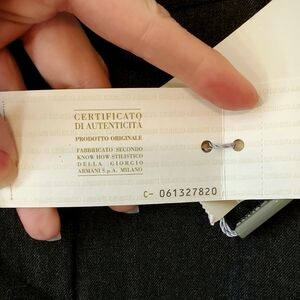 CERTIFICATO
DI AUTENTICITÀ
PRODOTTO ORIGINALE
FABBRICATO SECONDO
KNOW HOW STILISTICO
DELLA GIORGIO
ARMANI S.p.A. MILANO
C- 061327820